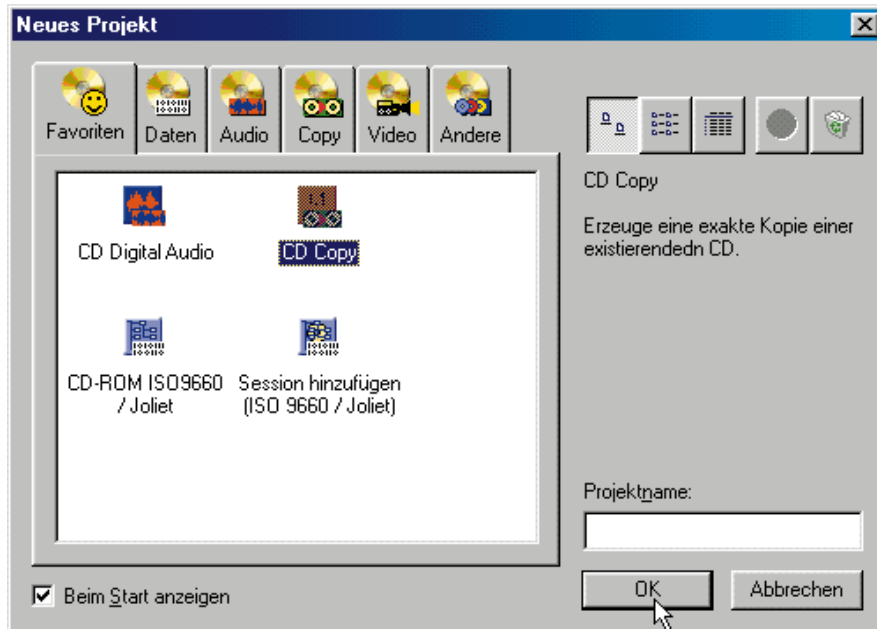 Neues Projekt
Favoriten
Daten
Audio
Copy
Video
Andere
CD Digital Audio
CD Copy
CD-ROM ISO9660
/ Joliet
Session hinzufügen
(ISO 9660 / Joliet)
CD Copy
Erzeuge eine exakte Kopie einer
existierendedn CD.
Projektname:
Beim Start anzeigen
OK
Abbrechen